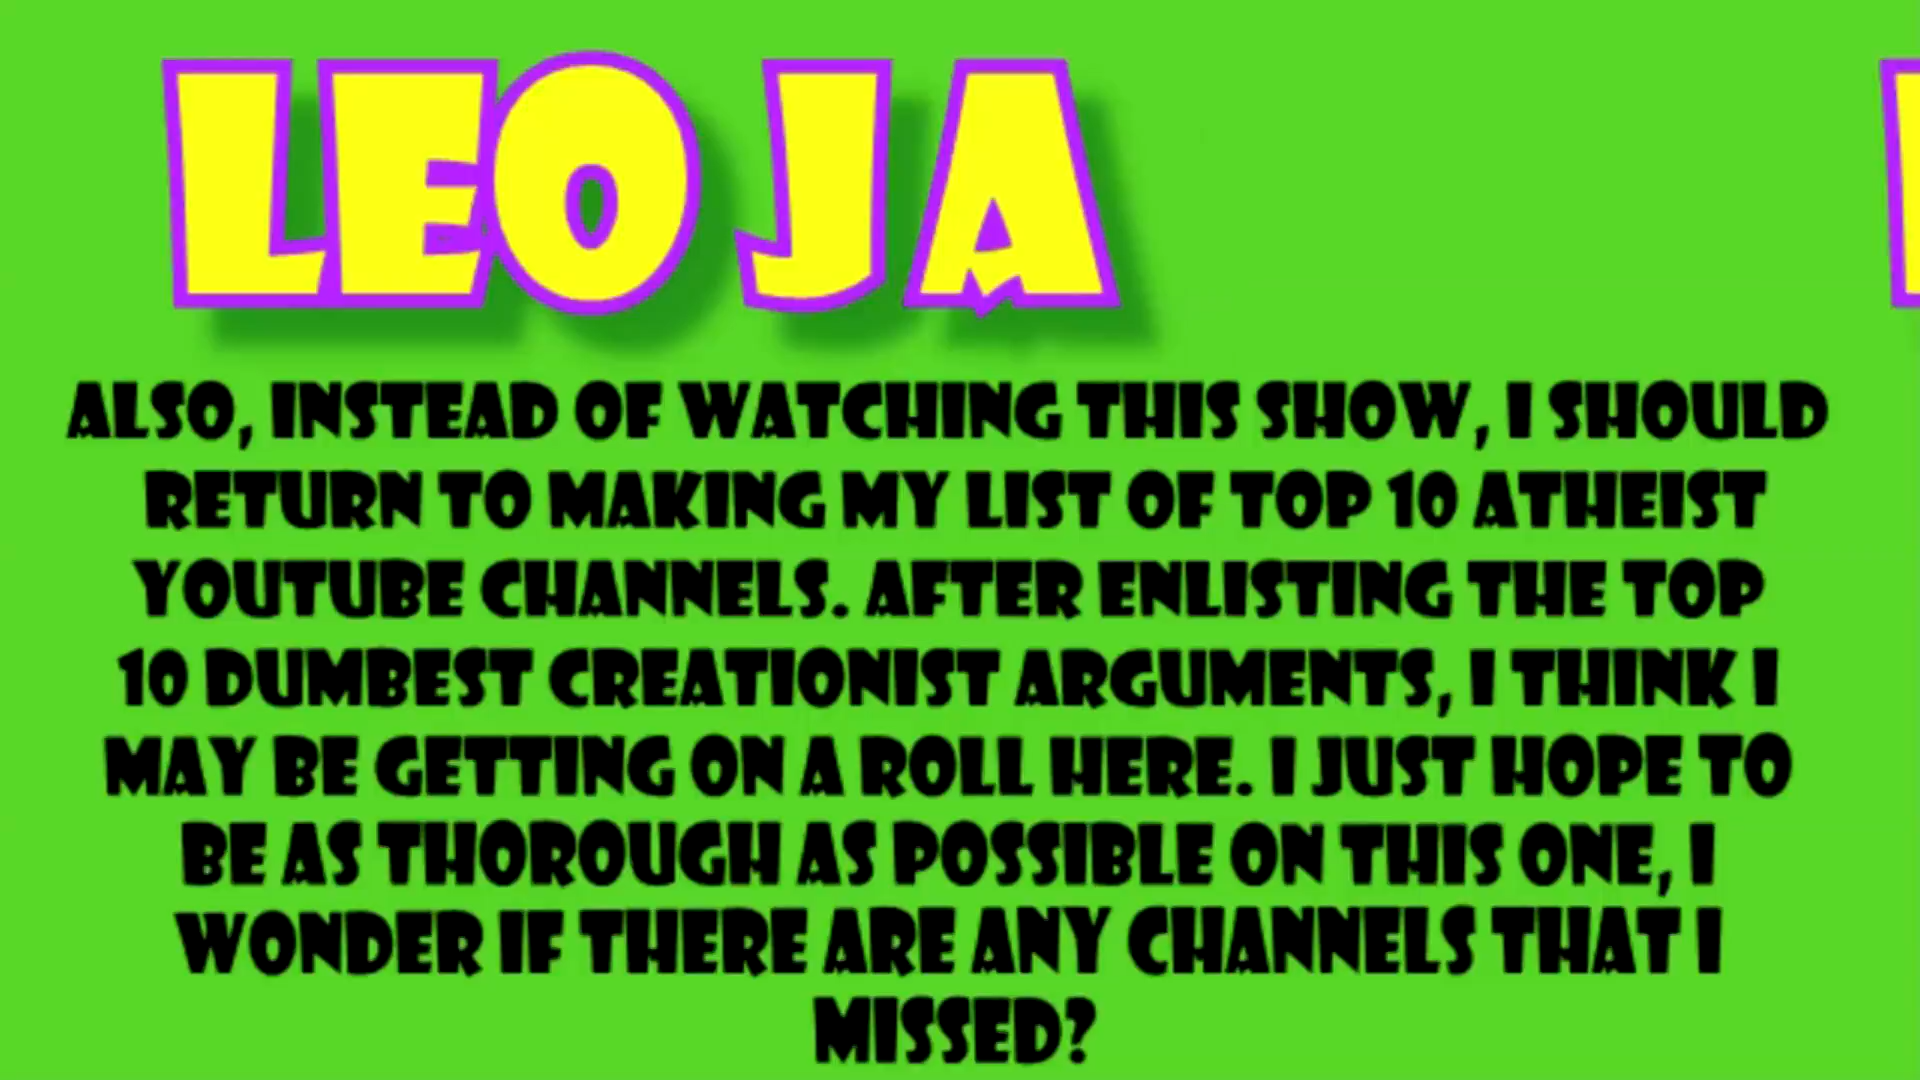 LEO JA
ALSO, INSTEAD OF WATCHING THIS SHOW, I SHOULD
RETURN TO MAKING MY LIST OF TOP 10 ATHEIST
YOUTUBE CHANNELS. AFTER ENLISTING THE TOP
10 DUMBEST CREATIONIST ARGUMENTS, I THINK I
MAY BE GETTING ON A ROLL HERE. I JUST HOPE TO
BE AS THOROUGH AS POSSIBLE ON THIS ONE, I
WONDER IF THERE ARE ANY CHANNELS THAT I
MISSED?